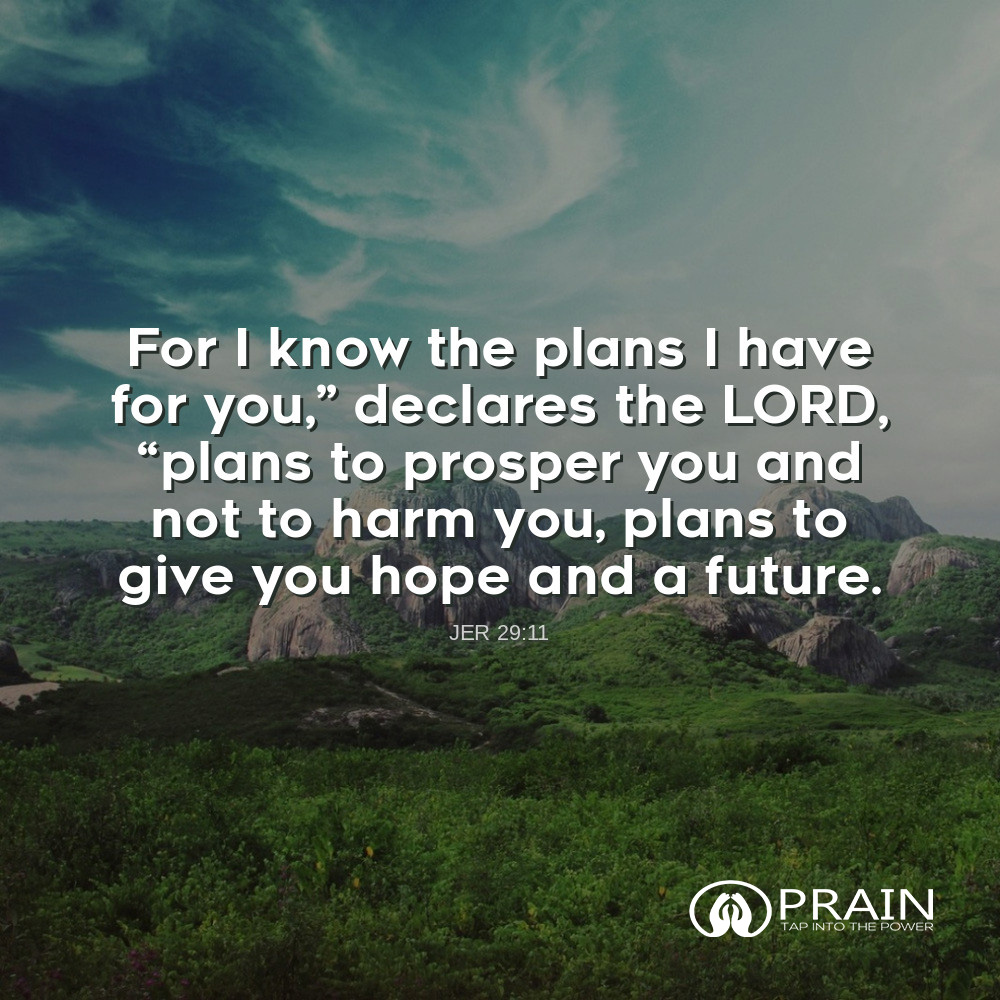 For I know the plans I have
for you,” declares the LORD,
“plans to prosper you and
not to harm you, plans to
give you hope and a future.
JER 29:11
PRAIN
TAP INTO THE POWER